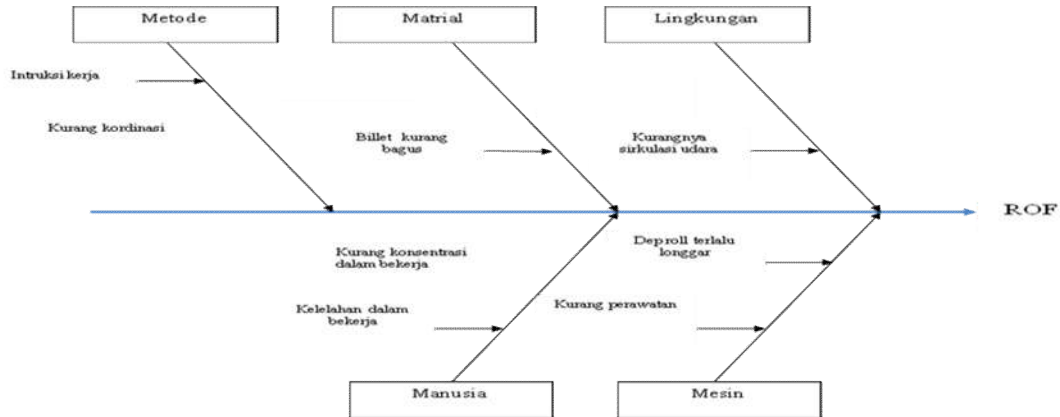 Metode
Matrial
Lingkungan
Intruksi kerja
Kurang kordinasi
Billet kurang
bagus
Kurangnya
sirkulasi udara
ROF
Kurang konsentrasi
dalam bekerja
Deproll terlalu
longgar
Kelelahan dalam
bekerja
Kurang perawatan
Manusia
Mesin